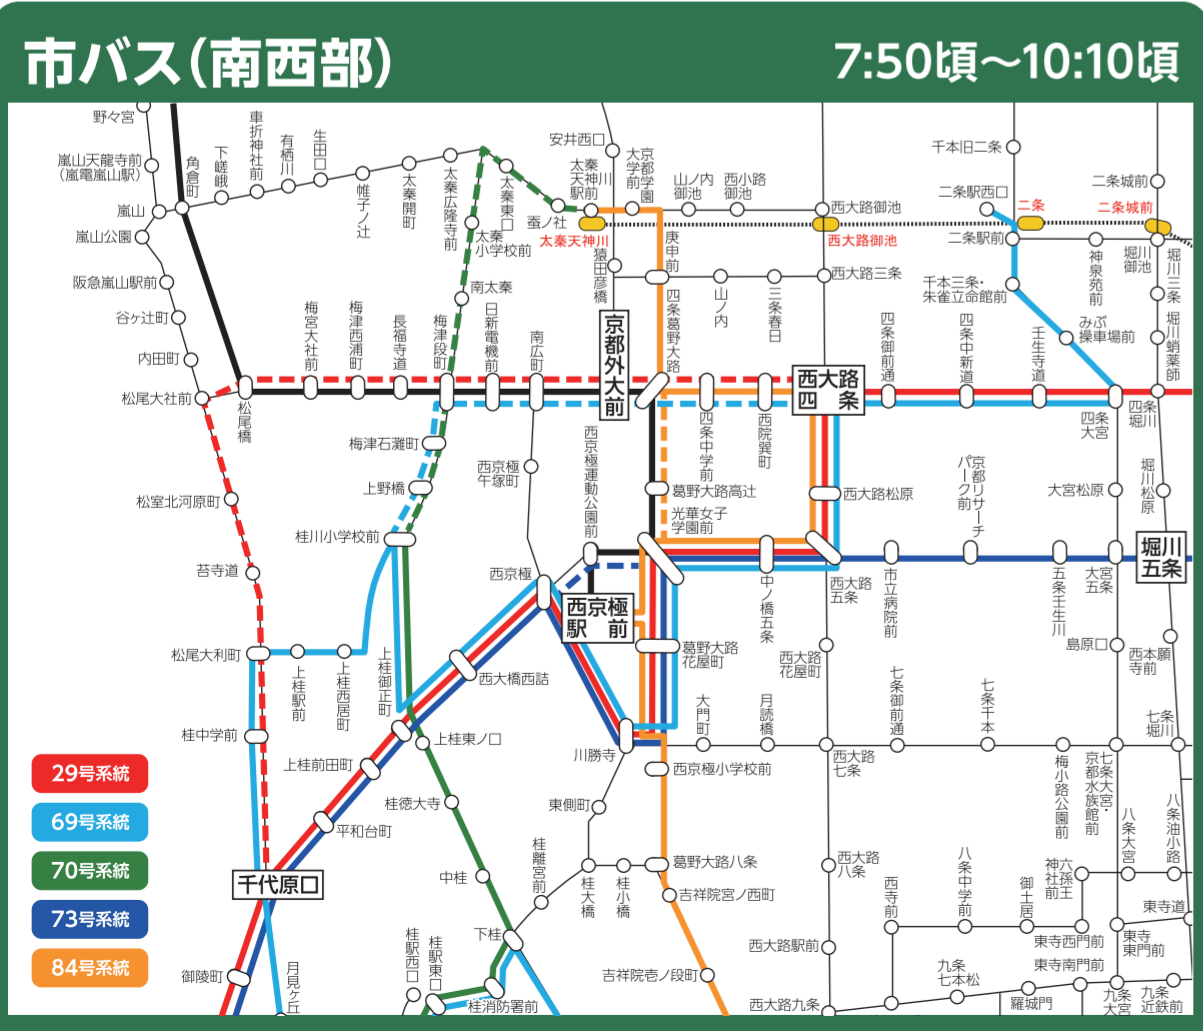 市バス(南西部)
7:50頃～10:10頃
野々宮
嵐山天龍寺前
(嵐電嵐山駅)
嵐山
嵐山公園
阪急嵐山駅前
谷ヶ辻町
内田町
松尾大社前
角倉町
下嵯峨
車折神社前
有栖川
生田口
帷子ノ辻
太秦開町
太秦広隆寺前
太秦東口
蚕ノ社
太秦
小学校前
南太秦
安井西口
太秦
天神川
駅前
京都学園
大学前
山ノ内
御池
西小路
御池
西大路御池
太秦天神川
西大路御池
猿田彦橋
庚申前
西大路三条
山ノ内
三条春日
千本旧二条
二条駅西口
二条
二条城前
二条城前
二条駅前
神泉苑前
堀川
御池
堀川三条
千本三条・
朱雀立命館前
みぶ
操車場前
堀川蛸薬師
松尾橋
梅宮大社前
梅津西浦町
長福寺道
梅津段町
日新電機前
南広町
京都外大前
四条葛野大路
四条中学前
西院巽町
西大路
四条
四条御前通
四条中新道
壬生寺道
四条
大宮
四条
堀川
梅津石灘町
上野橋
桂川小学校前
西京極
午塚町
西京極運動公園前
葛野大路高辻
光華女子
学園前
西大路松原
京都リサーチ
パーク前
大宮松原
堀川松原
松室北河原町
苔寺道
西京極
西京極
駅前
中ノ橋五条
西大路
五条
市立病院前
五条壬生川
大宮
五条
堀川
五条
松尾大利町
上桂駅前
上桂西居町
上桂御正町
西大橋西詰
葛野大路
花屋町
西大路
花屋町
島原口
西本願
寺前
桂中学前
上桂東ノ口
上桂前田町
川勝寺
大門町
月読橋
西大路
七条
七条御前通
七条千本
七条
堀川
西京極小学校前
梅小路公園前
七条大宮・
京都水族館前
桂徳大寺
平和台町
東側町
29号系統
69号系統
70号系統
73号系統
84号系統
千代原口
中桂
桂離宮前
桂大橋
桂小橋
葛野大路八条
吉祥院宮ノ西町
西大路
八条
八条大宮
八条油小路
西寺前
八条中学前
御土居
六孫王
神社前
東寺道
東寺西門前
東寺
東門前
下桂
御陵町
月見ヶ丘
桂駅西口
桂駅東口
桂消防署前
吉祥院壱ノ段町
西大路駅前
西大路九条
九条
七本松
羅城門
東寺南門前
九条
大宮
九条
近鉄前